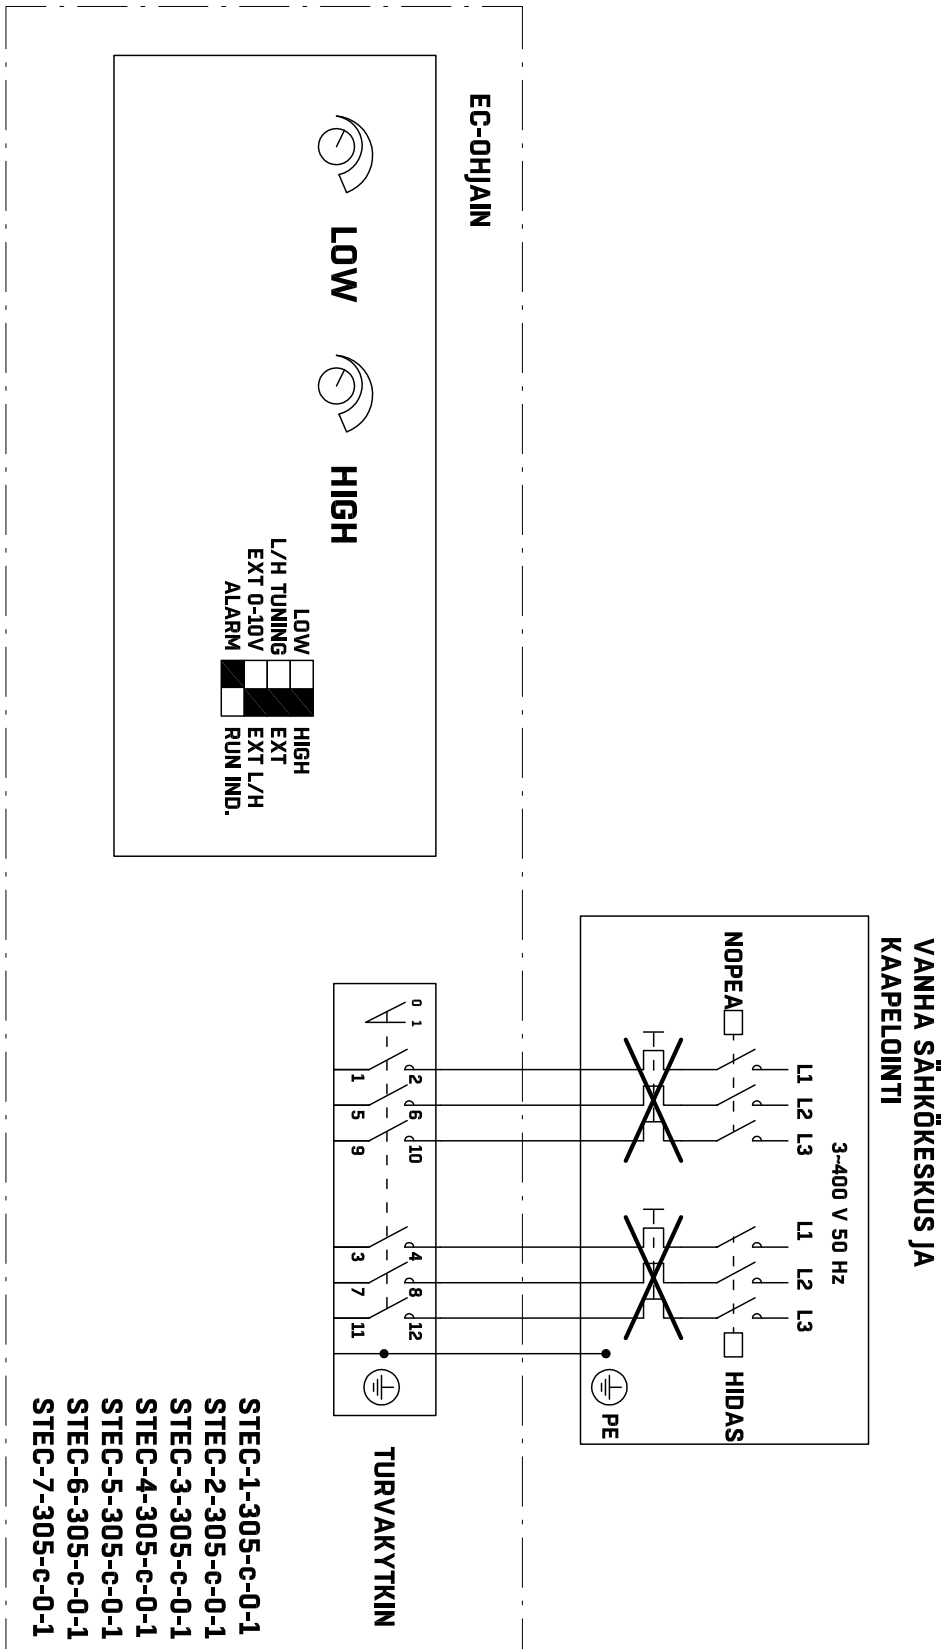 VANHA SÄHKÖKESKUS JA
KAAPELOINTI
3~400 V 50 Hz
L1 L2 L3 L1 L2 L3
NOPEA HIDAS
PE
EC-OHJAIN
0 1
2 6 10 4 8 12
1 5 9 3 7 11
TURVAKYTKIN
LOW HIGH
LOW HIGH
L/H TUNING EXT
EXT 0-10V EXT L/H
ALARM RUN IND.
STEC-1-305-c-0-1
STEC-2-305-c-0-1
STEC-3-305-c-0-1
STEC-4-305-c-0-1
STEC-5-305-c-0-1
STEC-6-305-c-0-1
STEC-7-305-c-0-1